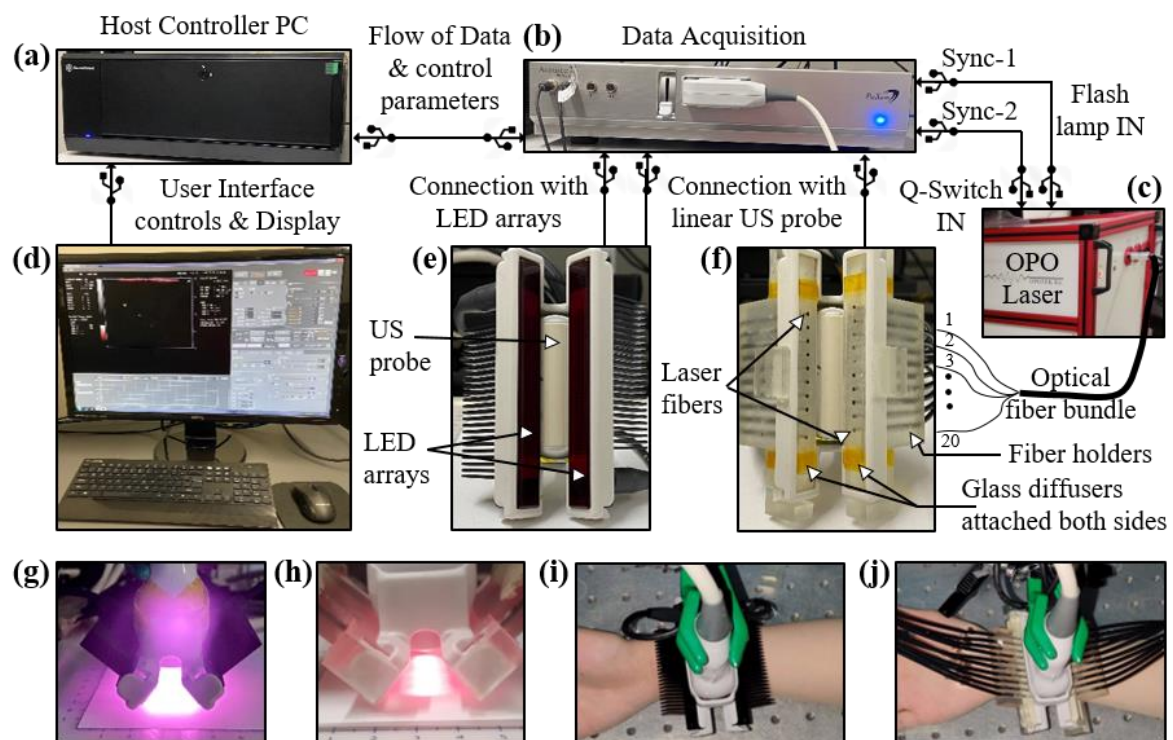 Host Controller PC
(a)
Flow of Data
& control
parameters
(b)
Data Acquisition
Sync-1
Sync-2
Flash
lamp IN
User Interface
controls & Display
Connection with
LED arrays
Connection with
linear US probe
Q-Switch
IN
(c)
OPO
Laser
(d)
(e)
US
probe
LED
arrays
(f)
Laser
fibers
1
2
3
20
Optical
fiber bundle
Fiber holders
Glass diffusers
attached both sides
(g)
(h)
(i)
(j)